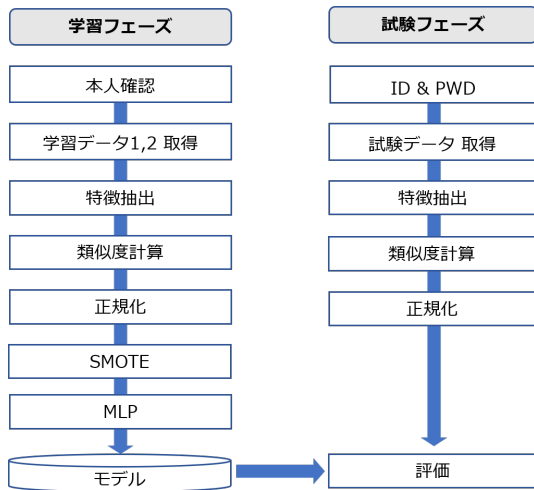 学習フェーズ
本人確認
学習データ1,2 取得
特徴抽出
類似度計算
正規化
SMOTE
MLP
モデル
試験フェーズ
ID & PWD
試験データ 取得
特徴抽出
類似度計算
正規化
評価